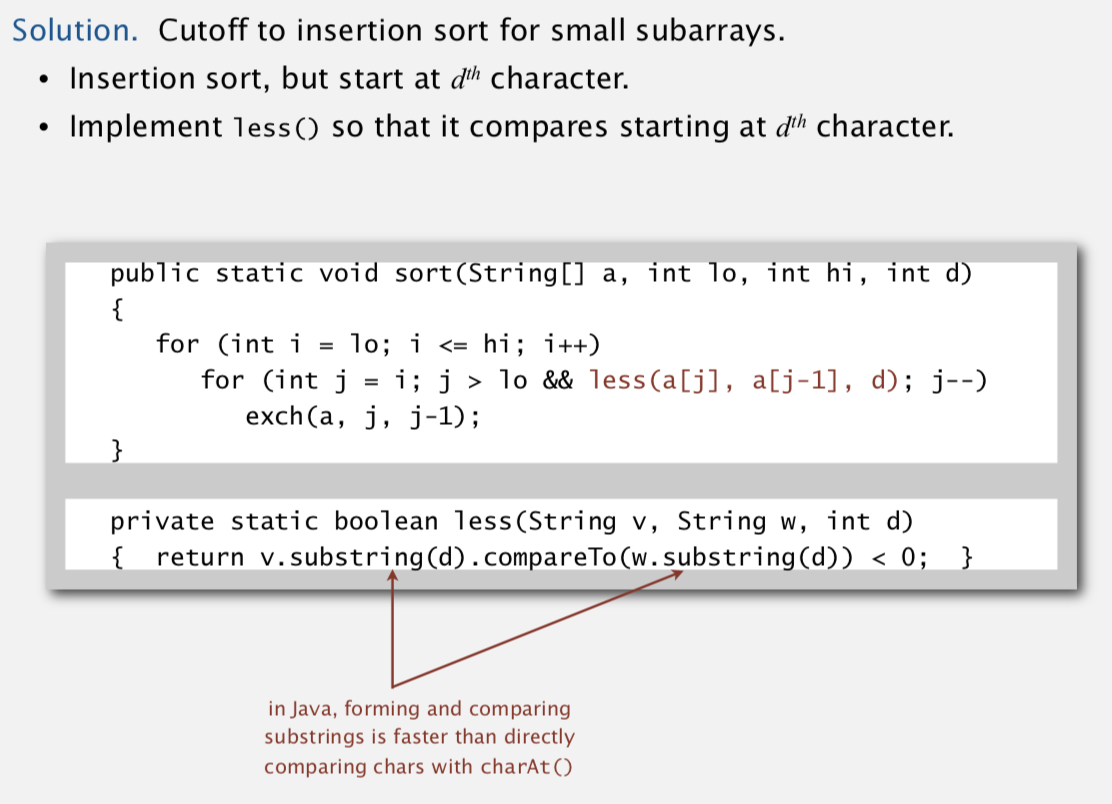 Solution. Cutoff to insertion sort for small subarrays.
• Insertion sort, but start at dth character.
• Implement less() so that it compares starting at dth character.
public static void sort(String[] a, int lo, int hi, int d)
{
for (int i = lo; i <= hi; i++)
for (int j = i; j > lo && less(a[j], a[j-1], d); j--)
exch(a, j, j-1);
}
private static boolean less(String v, String w, int d)
{ return v.substring(d).compareTo(w.substring(d)) < 0; }
in Java, forming and comparing
substrings is faster than directly
comparing chars with charAt()